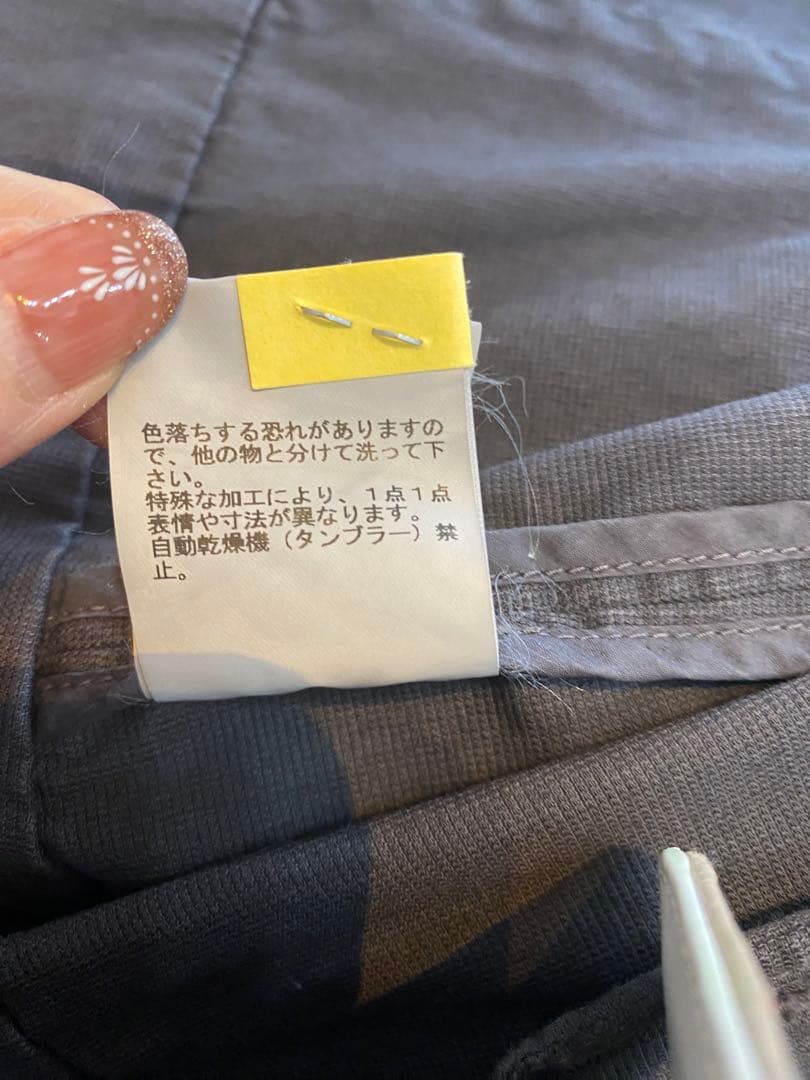 色落ちする恐れがありますの
で、他の物と分けて洗って下
さい。
特殊な加工により、１点１点
表情や寸法が異なります。
自動乾燥機（タンブラー）禁
止。